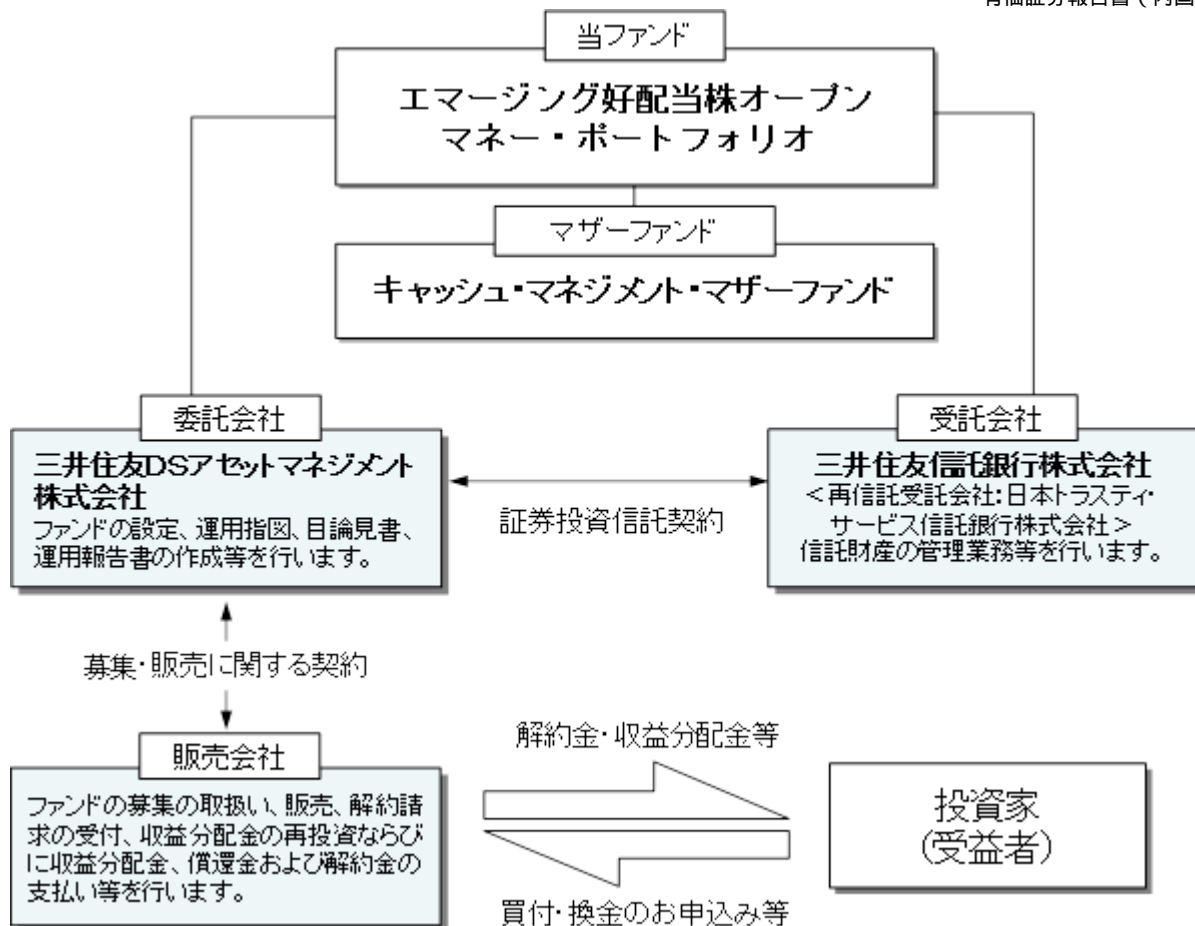 有価証券報告書（内国
当ファンド
エマージング好配当株オープン
マネー・ポートフォリオ
マザーファンド
キャッシュ・マネジメント・マザーファンド
委託会社
三井住友DSアセットマネジメント
株式会社
ファンドの設定、運用指図、目論見書、
運用報告書の作成等を行います。
証券投資信託契約
受託会社
三井住友信託銀行株式会社
＜再信託受託会社：日本トラスティ・
サービス信託銀行株式会社＞
信託財産の管理業務等を行います。
募集・販売に関する契約
販売会社
ファンドの募集の取扱い、販売、解約請
求の受付、収益分配金の再投資ならび
に収益分配金、償還金および解約金の
支払い等を行います。
解約金・収益分配金等
買付・換金のお申込み等
投資家
（受益者）